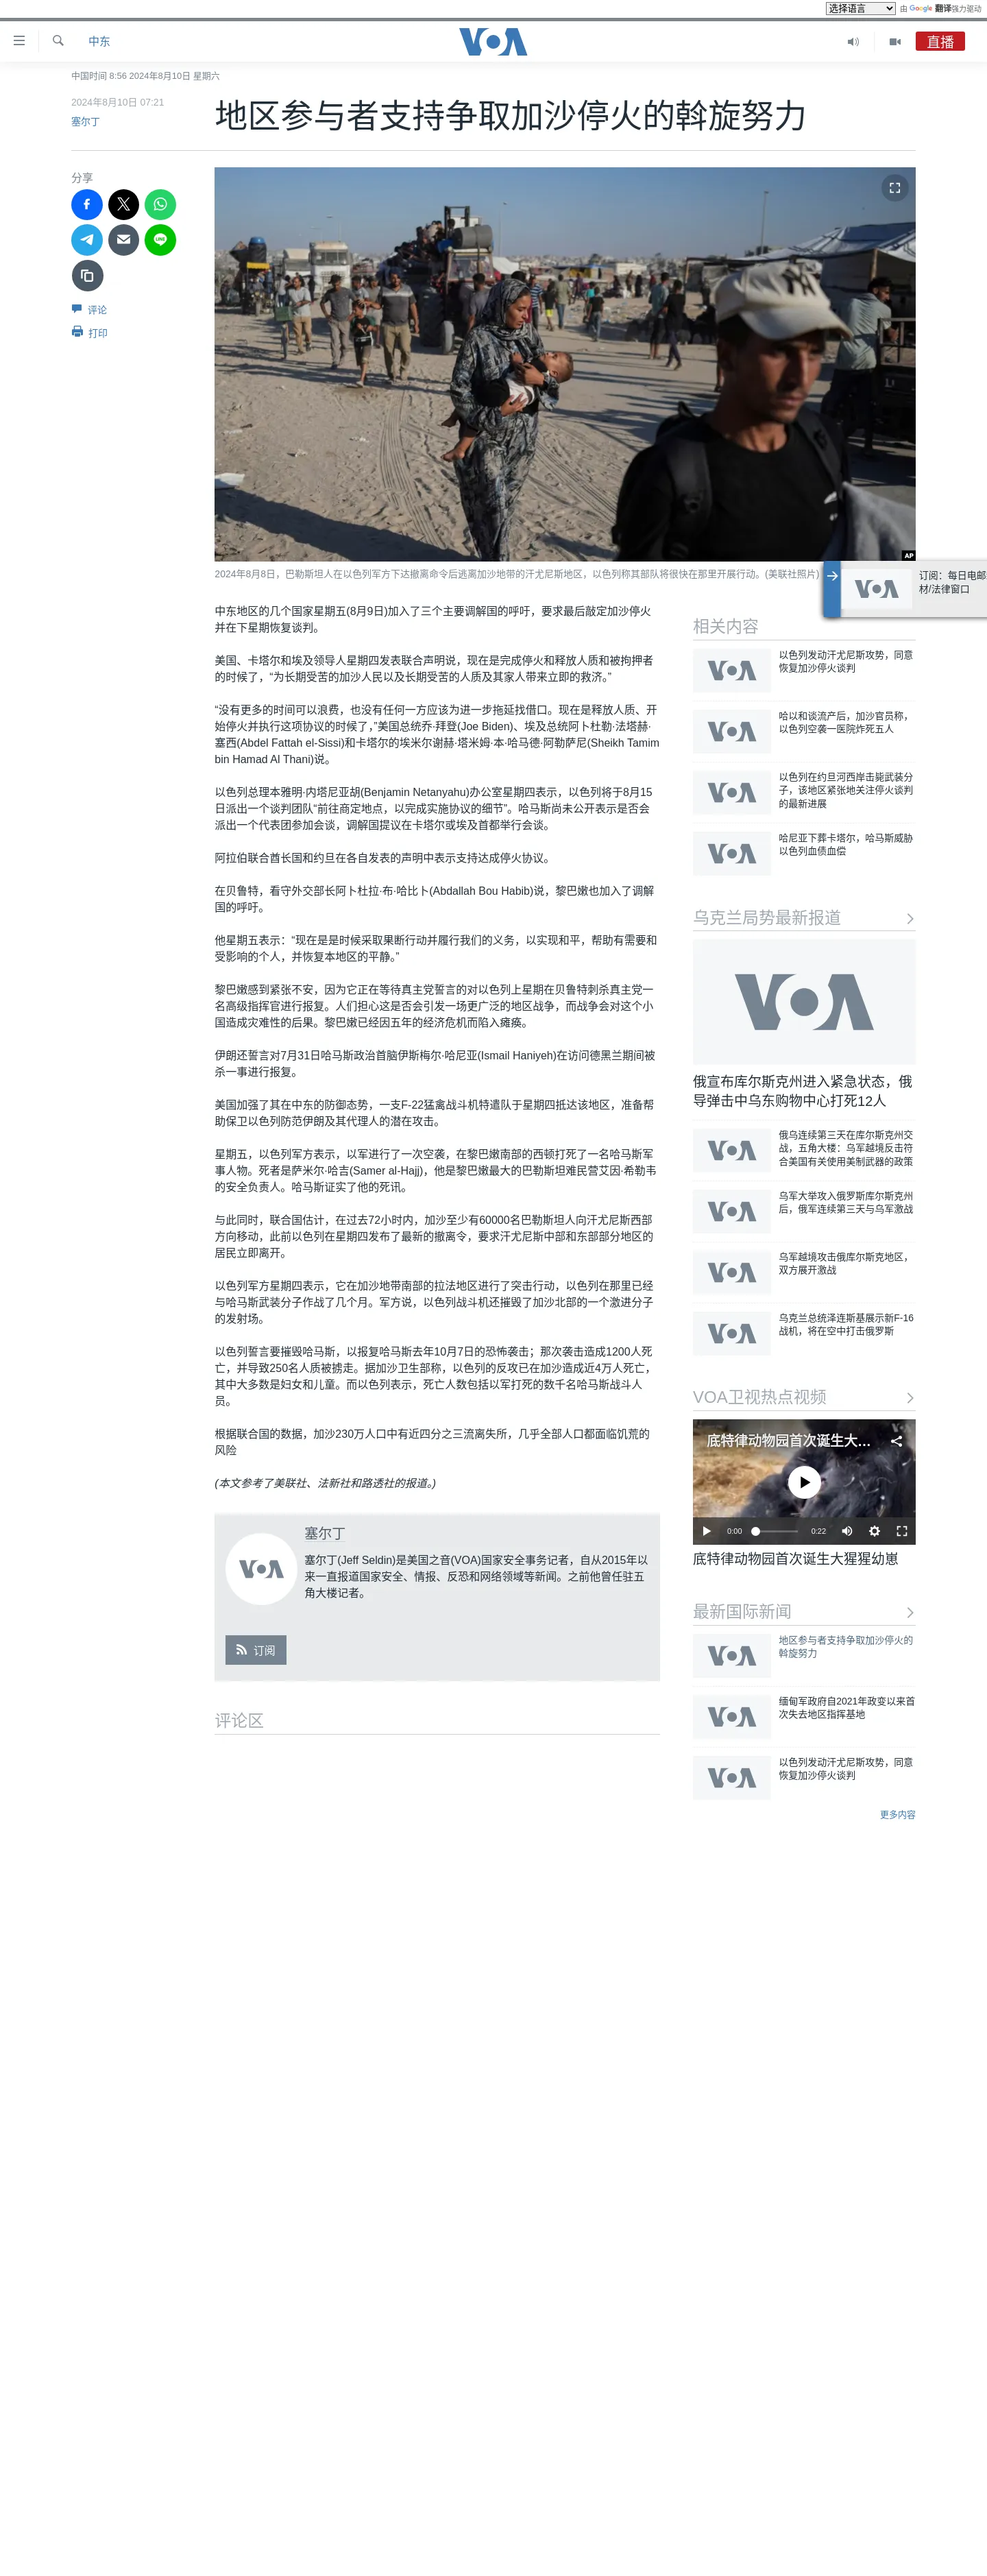 选择语言 由 Google 翻译强力驱动
中东
VOA
直播
中国时间 8:56 2024年8月10日 星期六
2024年8月10日 07:21
塞尔丁
地区参与者支持争取加沙停火的斡旋努力
分享
LINE
评论
打印
AP
2024年8月8日，巴勒斯坦人在以色列军方下达撤离命令后逃离加沙地带的汗尤尼斯地区，以色列称其部队将很快在那里开展行动。(美联社照片)
VOA
订阅：每日电邮
材/法律窗口
中东地区的几个国家星期五(8月9日)加入了三个主要调解国的呼吁，要求最后敲定加沙停火
并在下星期恢复谈判。
美国、卡塔尔和埃及领导人星期四发表联合声明说，现在是完成停火和释放人质和被拘押者
的时候了，“为长期受苦的加沙人民以及长期受苦的人质及其家人带来立即的救济。”
“没有更多的时间可以浪费，也没有任何一方应该为进一步拖延找借口。现在是释放人质、开
始停火并执行这项协议的时候了，”美国总统乔·拜登(Joe Biden)、埃及总统阿卜杜勒·法塔赫·
塞西(Abdel Fattah el-Sissi)和卡塔尔的埃米尔谢赫·塔米姆·本·哈马德·阿勒萨尼(Sheikh Tamim
bin Hamad Al Thani)说。
以色列总理本雅明·内塔尼亚胡(Benjamin Netanyahu)办公室星期四表示，以色列将于8月15
日派出一个谈判团队“前往商定地点，以完成实施协议的细节”。哈马斯尚未公开表示是否会
派出一个代表团参加会谈，调解国提议在卡塔尔或埃及首都举行会谈。
阿拉伯联合酋长国和约旦在各自发表的声明中表示支持达成停火协议。
在贝鲁特，看守外交部长阿卜杜拉·布·哈比卜(Abdallah Bou Habib)说，黎巴嫩也加入了调解
国的呼吁。
他星期五表示：“现在是是时候采取果断行动并履行我们的义务，以实现和平，帮助有需要和
受影响的个人，并恢复本地区的平静。”
黎巴嫩感到紧张不安，因为它正在等待真主党誓言的对以色列上星期在贝鲁特刺杀真主党一
名高级指挥官进行报复。人们担心这是否会引发一场更广泛的地区战争，而战争会对这个小
国造成灾难性的后果。黎巴嫩已经因五年的经济危机而陷入瘫痪。
伊朗还誓言对7月31日哈马斯政治首脑伊斯梅尔·哈尼亚(Ismail Haniyeh)在访问德黑兰期间被
杀一事进行报复。
美国加强了其在中东的防御态势，一支F-22猛禽战斗机特遣队于星期四抵达该地区，准备帮
助保卫以色列防范伊朗及其代理人的潜在攻击。
星期五，以色列军方表示，以军进行了一次空袭，在黎巴嫩南部的西顿打死了一名哈马斯军
事人物。死者是萨米尔·哈吉(Samer al-Hajj)，他是黎巴嫩最大的巴勒斯坦难民营艾因·希勒韦
的安全负责人。哈马斯证实了他的死讯。
与此同时，联合国估计，在过去72小时内，加沙至少有60000名巴勒斯坦人向汗尤尼斯西部
方向移动，此前以色列在星期四发布了最新的撤离令，要求汗尤尼斯中部和东部部分地区的
居民立即离开。
以色列军方星期四表示，它在加沙地带南部的拉法地区进行了突击行动，以色列在那里已经
与哈马斯武装分子作战了几个月。军方说，以色列战斗机还摧毁了加沙北部的一个激进分子
的发射场。
以色列誓言要摧毁哈马斯，以报复哈马斯去年10月7日的恐怖袭击；那次袭击造成1200人死
亡，并导致250名人质被掳走。据加沙卫生部称，以色列的反攻已在加沙造成近4万人死亡，
其中大多数是妇女和儿童。而以色列表示，死亡人数包括以军打死的数千名哈马斯战斗人
员。
根据联合国的数据，加沙230万人口中有近四分之三流离失所，几乎全部人口都面临饥荒的
风险
(本文参考了美联社、法新社和路透社的报道。)
VOA
塞尔丁
塞尔丁(Jeff Seldin)是美国之音(VOA)国家安全事务记者，自从2015年以
来一直报道国家安全、情报、反恐和网络领域等新闻。之前他曾任驻五
角大楼记者。
订阅
评论区
相关内容
VOA
以色列发动汗尤尼斯攻势，同意
恢复加沙停火谈判
VOA
哈以和谈流产后，加沙官员称，
以色列空袭一医院炸死五人
VOA
以色列在约旦河西岸击毙武装分
子，该地区紧张地关注停火谈判
的最新进展
VOA
哈尼亚下葬卡塔尔，哈马斯威胁
以色列血债血偿
乌克兰局势最新报道
VOA
俄宣布库尔斯克州进入紧急状态，俄
导弹击中乌东购物中心打死12人
VOA
俄乌连续第三天在库尔斯克州交
战，五角大楼：乌军越境反击符
合美国有关使用美制武器的政策
VOA
乌军大举攻入俄罗斯库尔斯克州
后，俄军连续第三天与乌军激战
VOA
乌军越境攻击俄库尔斯克地区，
双方展开激战
VOA
乌克兰总统泽连斯基展示新F-16
战机，将在空中打击俄罗斯
VOA卫视热点视频
底特律动物园首次诞生大...
0:00
0:22
底特律动物园首次诞生大猩猩幼崽
最新国际新闻
VOA
地区参与者支持争取加沙停火的
斡旋努力
VOA
缅甸军政府自2021年政变以来首
次失去地区指挥基地
VOA
以色列发动汗尤尼斯攻势，同意
恢复加沙停火谈判
更多内容